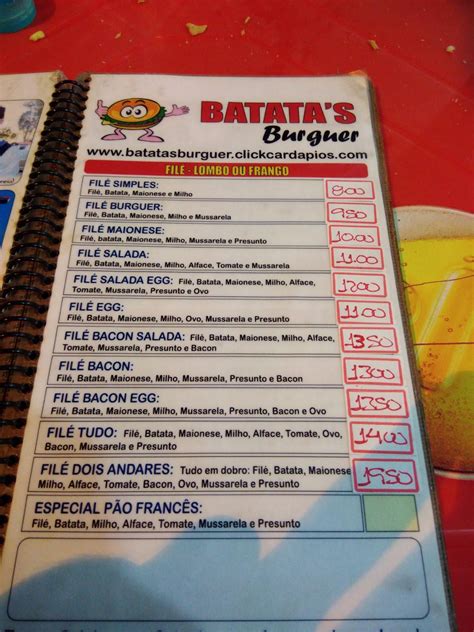 BATATA'S
Burguer
www.batatasburguer.clickcardapios.com
FILÉ - LOMBO OU FRANGO
FILÉ SIMPLES:
Filé, Batata, Maionese e Milho
800
FILÉ BURGUER:
Filé, Batata, Maionese, Milho e Mussarela
950
FILÉ MAIONESE:
Filé, Batata, Maionese, Milho, Mussarela e Presunto
1000
FILÉ SALADA:
Filé, Batata, Maionese, Milho, Alface, Tomate e Mussarela
1100
FILÉ SALADA EGG: Filé, Batata, Maionese, Milho, Alface,
Tomate, Mussarela, Presunto e Ovo
1200
FILÉ EGG:
Filé, Batata, Maionese, Milho, Mussarela, Presunto e Ovo
1100
FILÉ BACON SALADA: Filé, Batata, Maionese, Milho, Alface,
Tomate, Mussarela, Presunto e Bacon
1350
FILÉ BACON:
Filé, Batata, Maionese, Milho, Mussarela, Presunto e Bacon
1300
FILÉ BACON EGG:
Filé, Batata, Maionese, Milho, Mussarela, Presunto, Bacon e Ovo
1350
FILÉ TUDO: Filé, Batata, Maionese, Milho, Alface, Tomate, Ovo,
Bacon, Mussarela e Presunto
1400
FILÉ DOIS ANDARES: Tudo em dobro: Filé, Batata, Maionese
Milho, Alface, Tomate, Bacon, Ovo, Mussarela e Presunto
1950
ESPECIAL PÃO FRANCÊS:
Filé, Batata, Milho, Alface, Tomate, Mussarela e Presunto